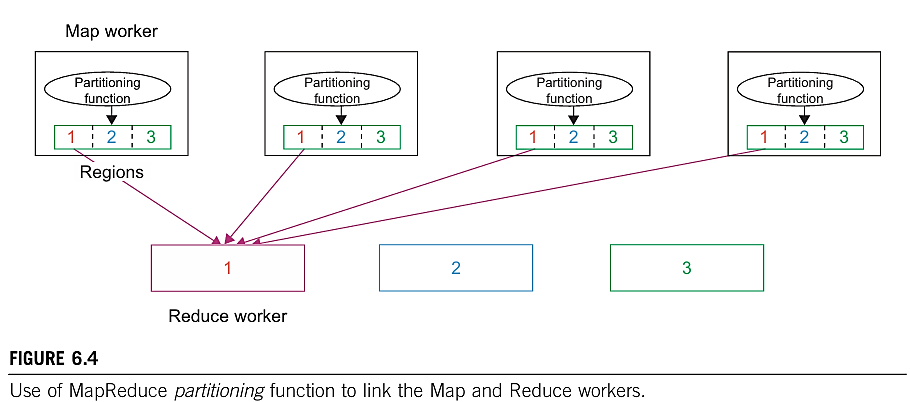 Map worker
Partitioning
function
1 2 3
Partitioning
function
1 2 3
Partitioning
function
1 2 3
Partitioning
function
1 2 3
Regions
1
2
3
Reduce worker
FIGURE 6.4
Use of MapReduce partitioning function to link the Map and Reduce workers.